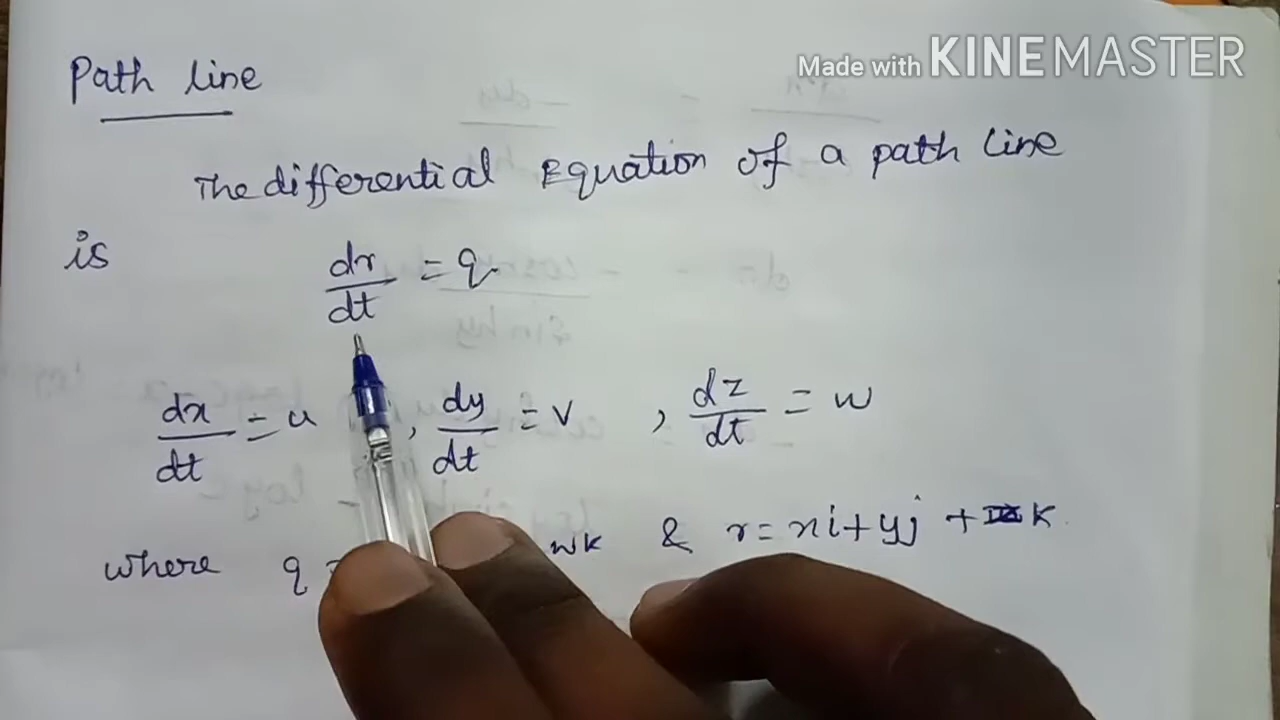 Made with KINEMASTER
Path line
The differential Equation of a path line
is dr/dt = q
dx/dt = u , dy/dt = v , dz/dt = w
where q = wk & r = xi + yj + k